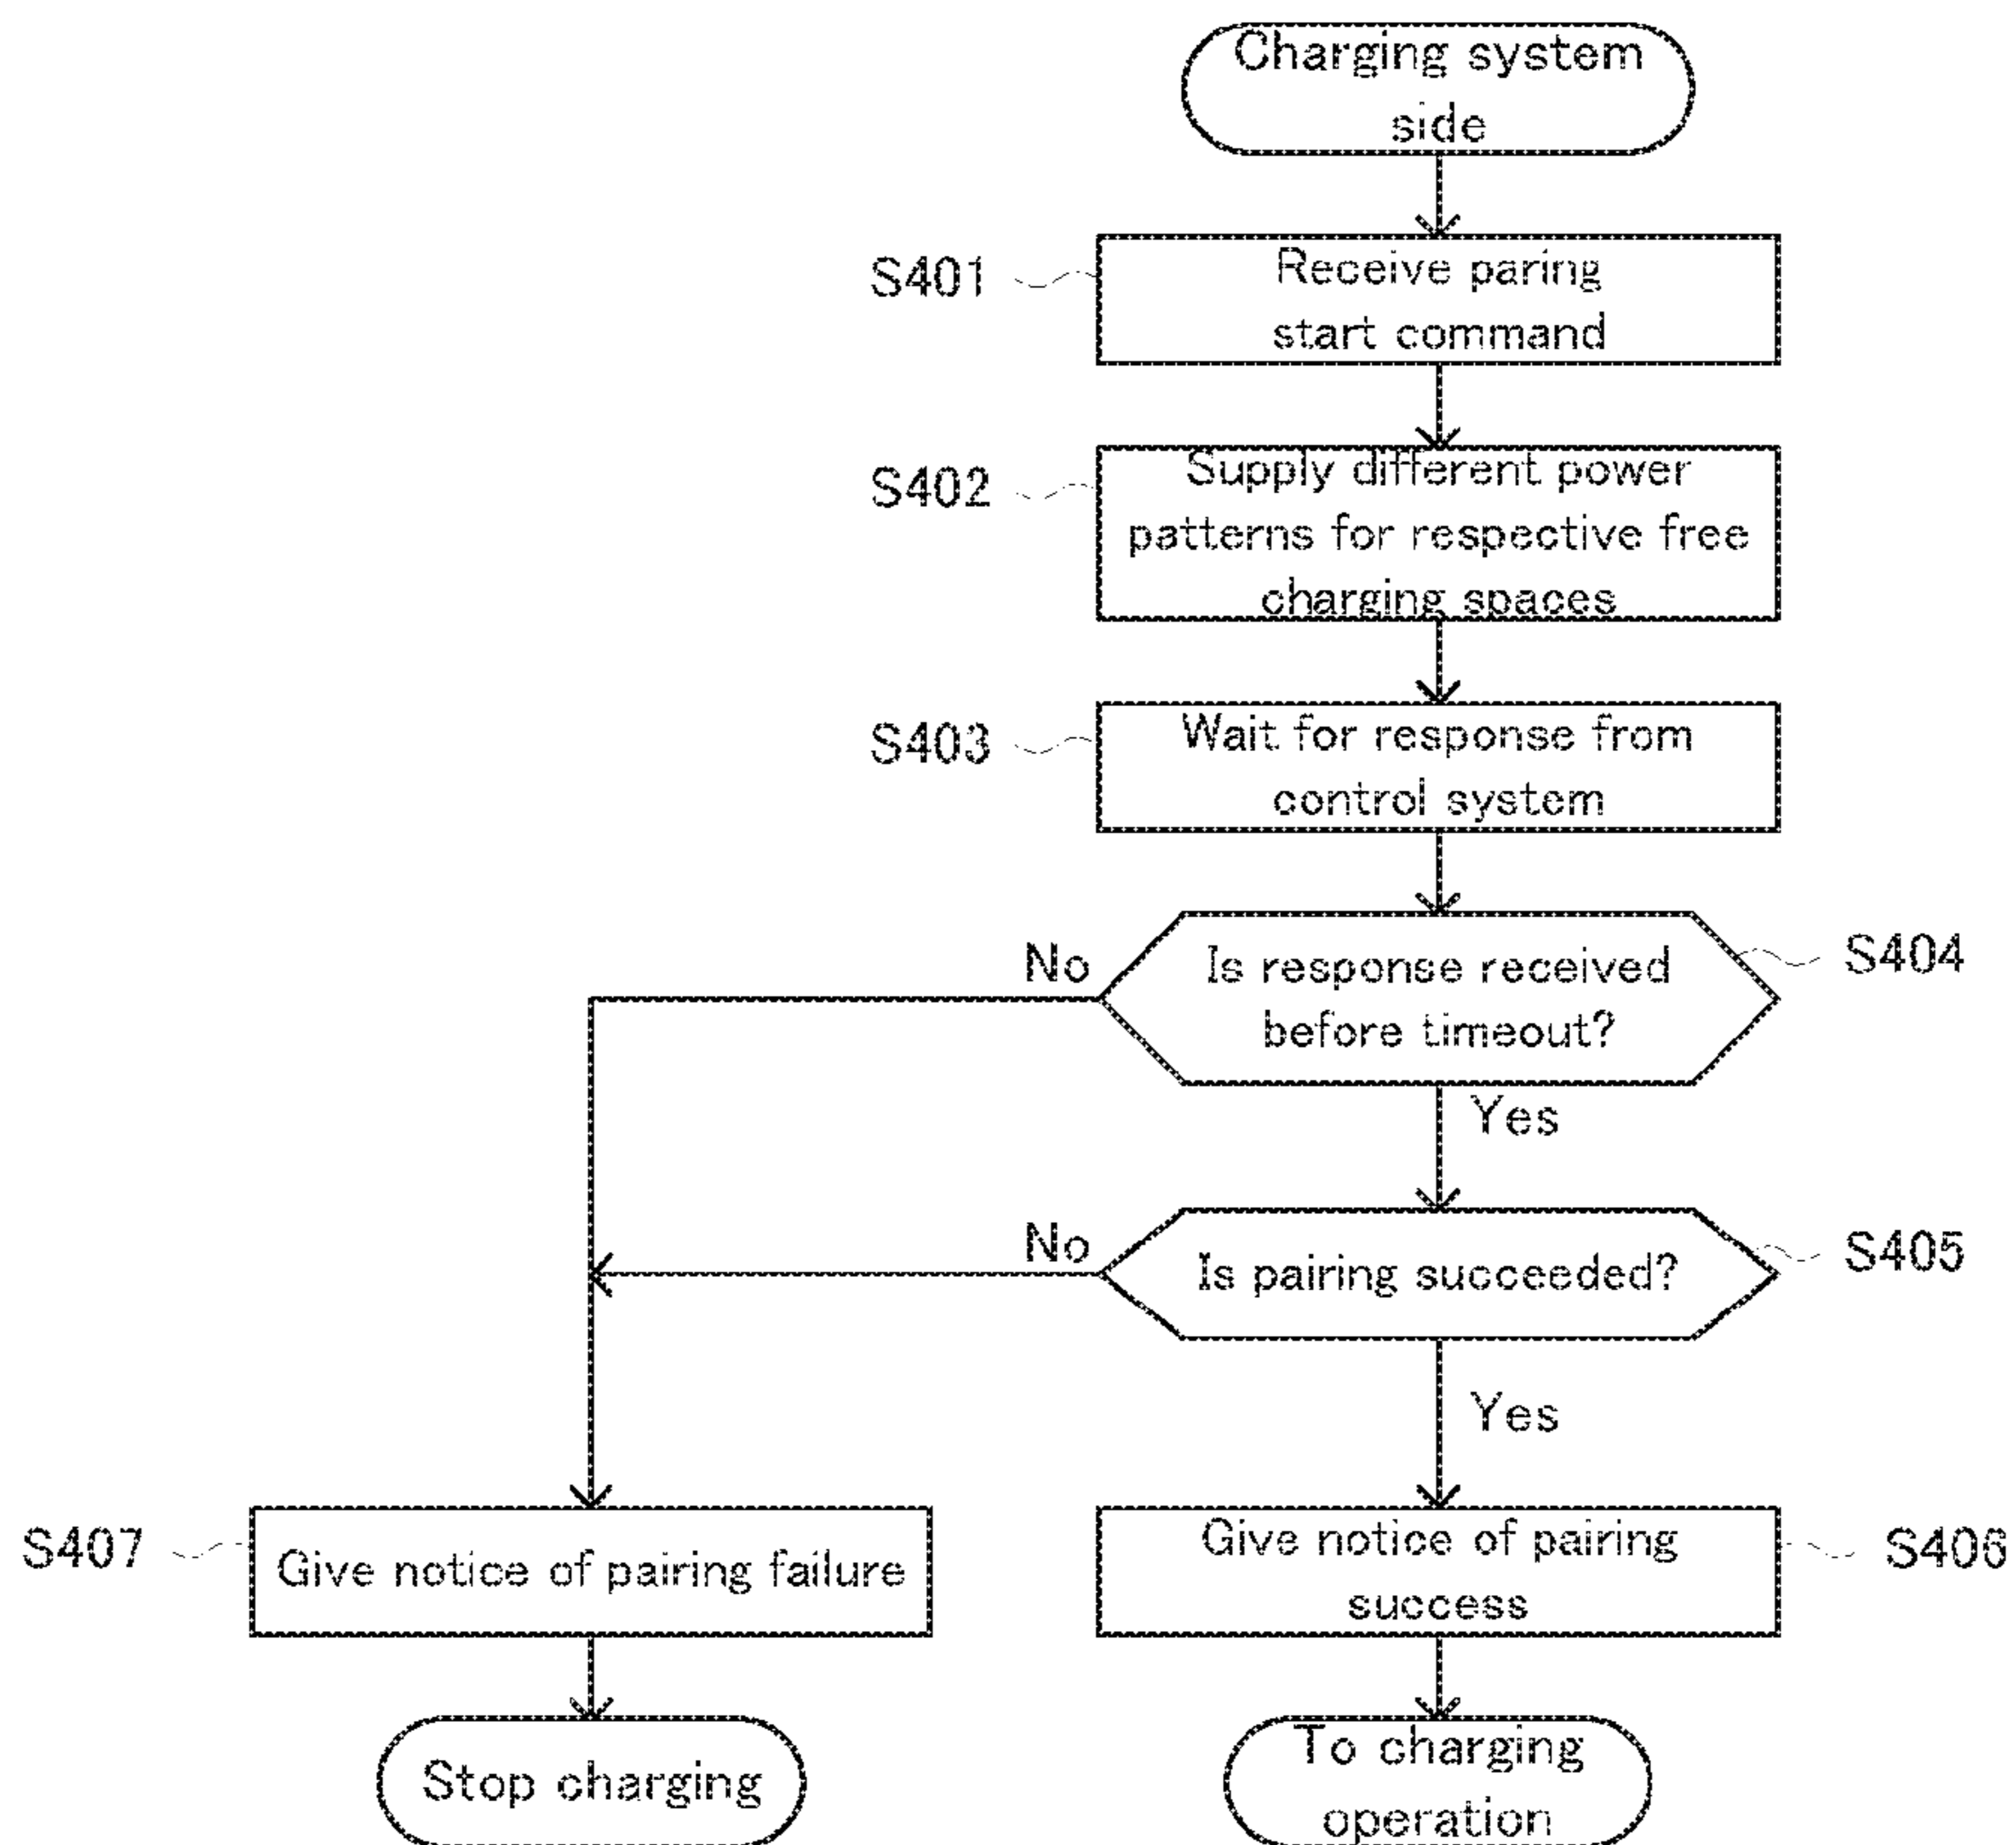 Charging system
side
S401
Receive paring
start command
S402
Supply different power
patterns for respective free
charging spaces
S403
Wait for response from
control system
No
Is response received
before timeout?
S404
Yes
No
Is pairing succeeded?
S405
Yes
S407
Give notice of pairing failure
Give notice of pairing
success
S406
Stop charging
To charging
operation